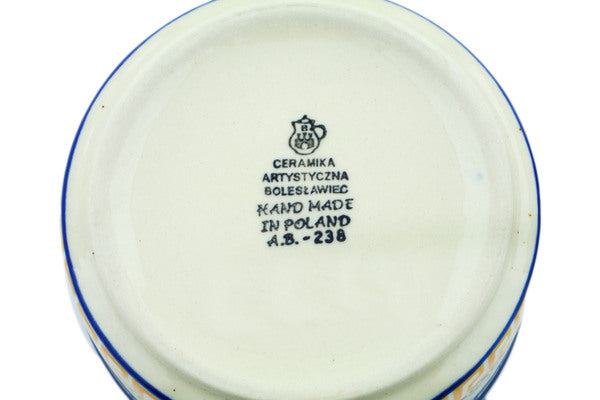 B
CERAMIKA
ARTYSTYCZNA
BOLESŁAWIEC
HAND MADE
IN POLAND
A.B.-238